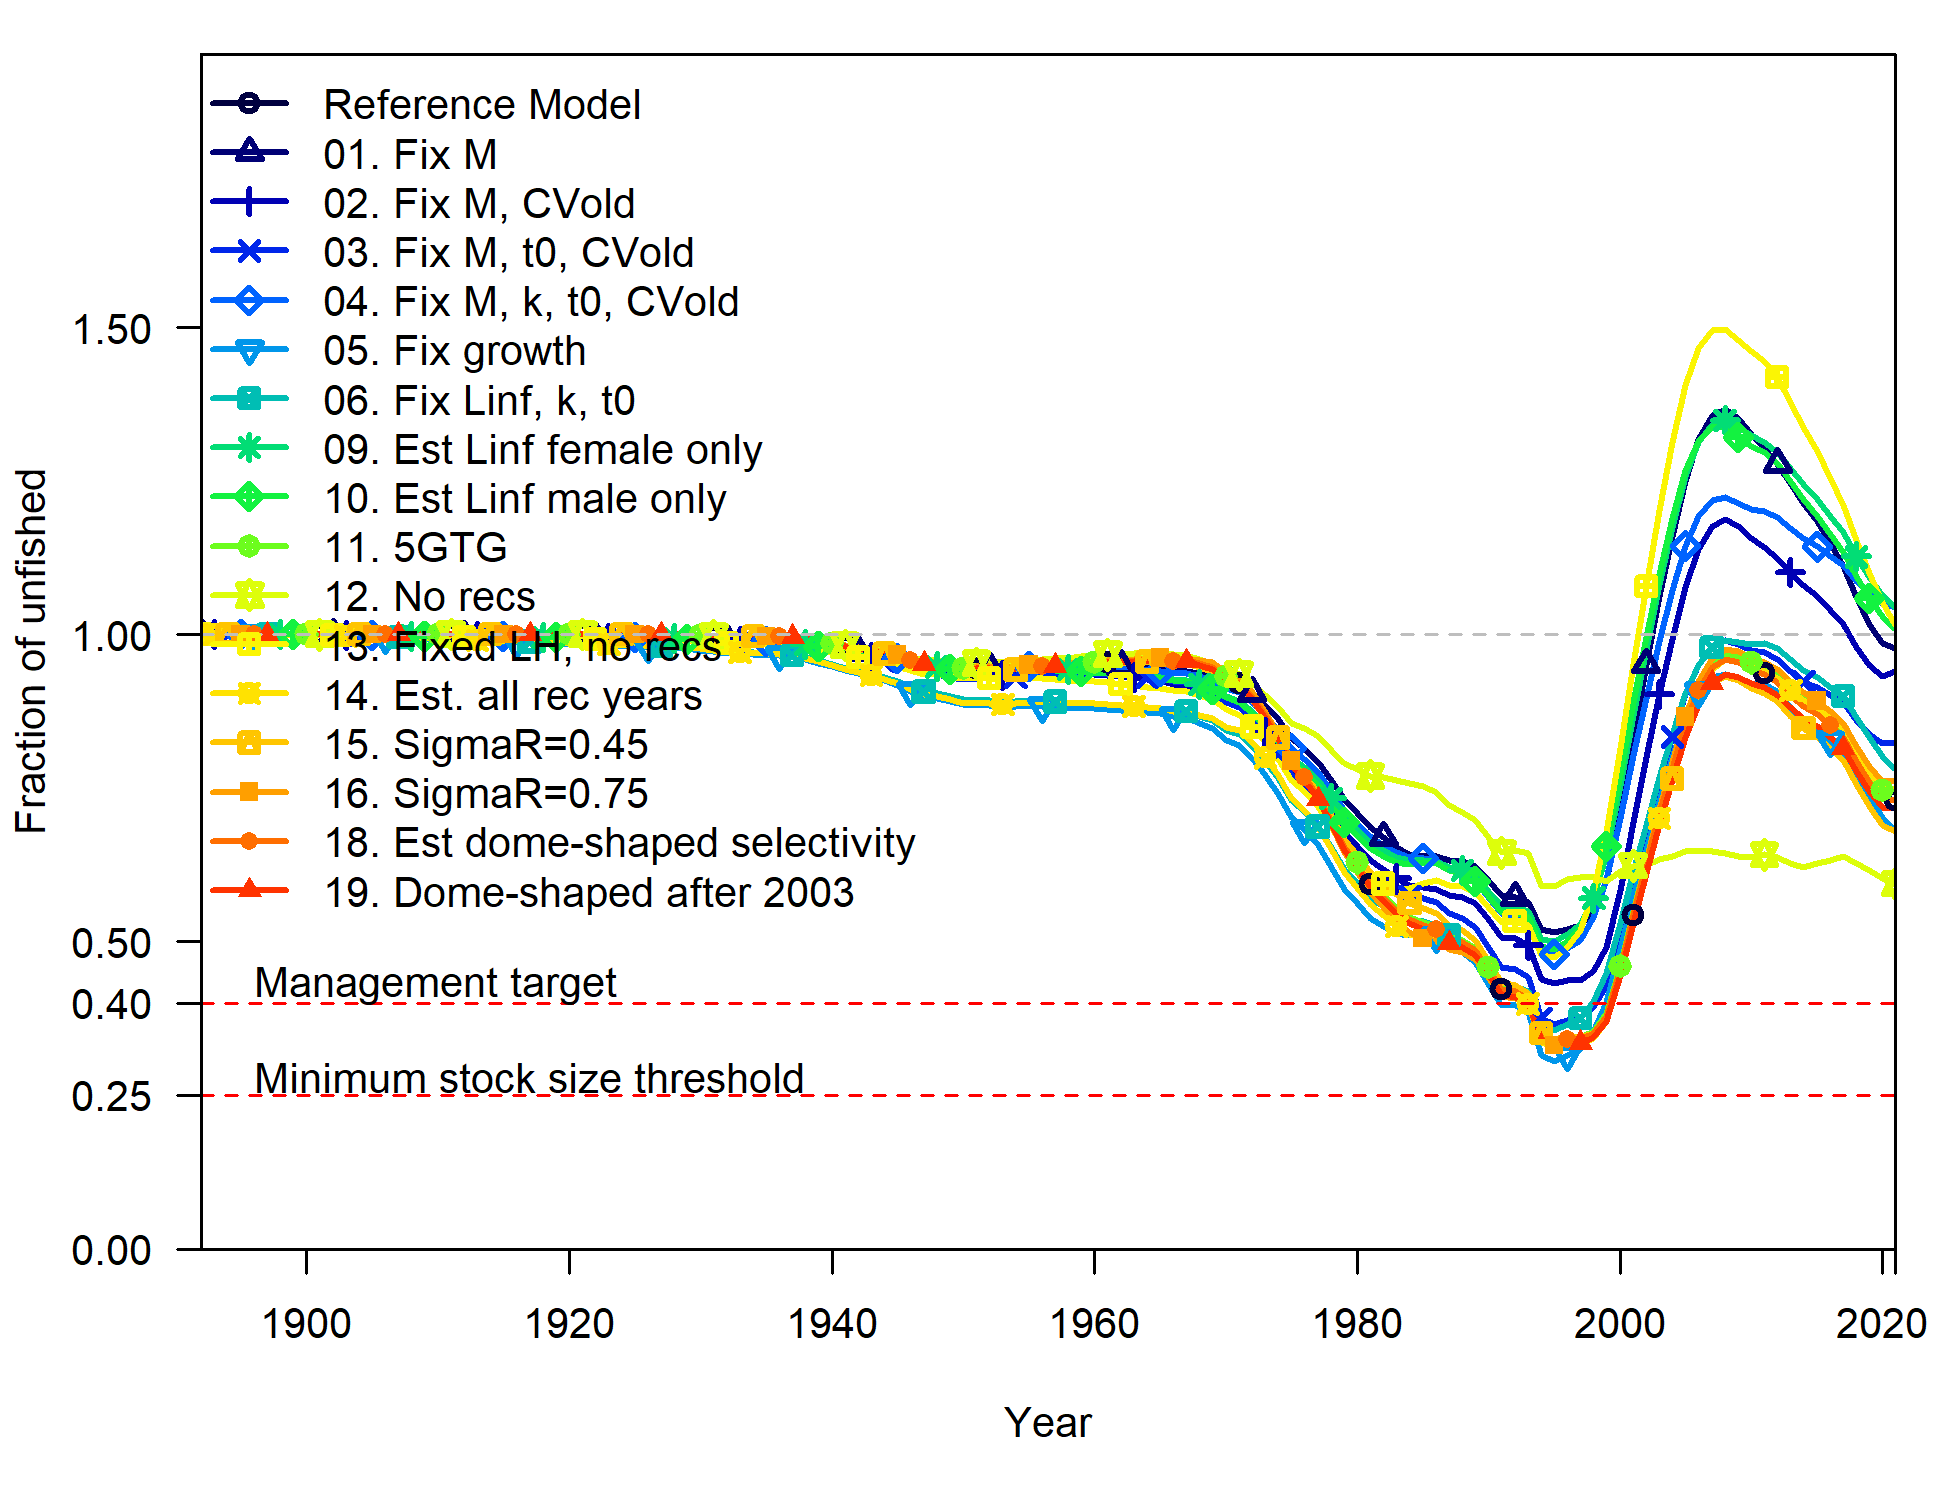 Reference Model
01. Fix M
02. Fix M, CVold
03. Fix M, t0, CVold
04. Fix M, k, t0, CVold
05. Fix growth
06. Fix Linf, k, t0
09. Est Linf female only
10. Est Linf male only
11. 5GTG
12. No recs
13. Fixed LH, no recs
14. Est. all rec years
15. SigmaR=0.45
16. SigmaR=0.75
18. Est dome-shaped selectivity
19. Dome-shaped after 2003
Management target
Minimum stock size threshold
Fraction of unfished
1.50
1.00
0.50
0.40
0.25
0.00
1900 1920 1940 1960 1980 2000 2020
Year